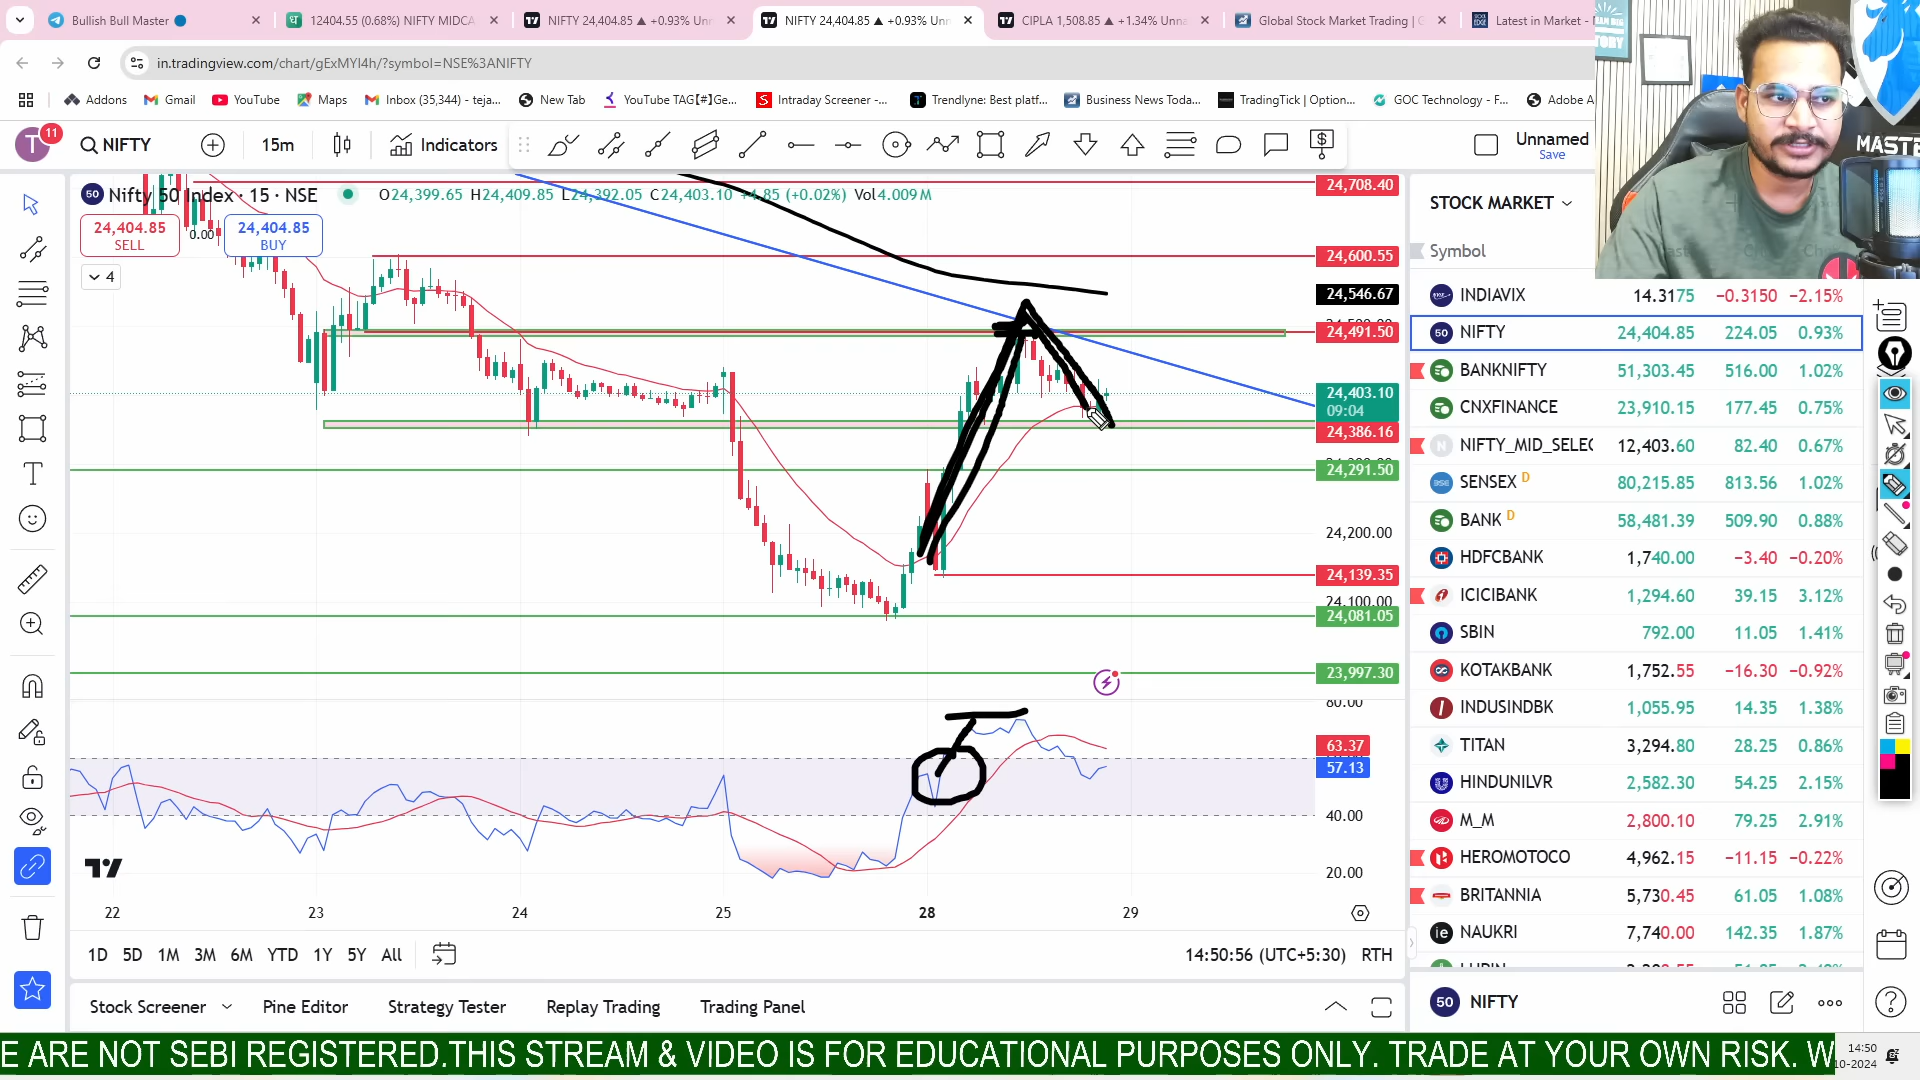 Bullish Bull Master
12404.55 (0.68%) NIFTY MIDCA
NIFTY 24,404.85 ▲ +0.93% Unn
NIFTY 24,404.85 ▲ +0.93% Unn
CIPLA 1,508.85 ▲ +1.34% Unna
Global Stock Market Trading |
Latest in Market -
in.tradingview.com/chart/gExMYI4h/?symbol=NSE%3ANIFTY
Addons
Gmail
YouTube
Maps
Inbox (35,344) - teja...
New Tab
YouTube TAG【#】Ge...
Intraday Screener -...
Trendlyne: Best platf...
Business News Toda...
TradingTick | Option...
GOC Technology - F...
Adobe A
T 11
NIFTY
15m
Indicators
Unnamed
Save
50 Nifty 50 Index · 15 · NSE
O24,399.65 H24,409.85 L24,392.05 C24,403.10 +4.85 (+0.02%) Vol4.009 M
24,404.85
SELL
0.00
24,404.85
BUY
4
24,708.40
24,600.55
24,546.67
24,491.50
24,403.10
09:04
24,386.16
24,291.50
24,200.00
24,139.35
24,100.00
24,081.05
23,997.30
80.00
63.37
57.13
40.00
20.00
22 23 24 25 28 29
1D 5D 1M 3M 6M YTD 1Y 5Y All
14:50:56 (UTC+5:30) RTH
Stock Screener
Pine Editor
Strategy Tester
Replay Trading
Trading Panel
MASTE
STOCK MARKET
Symbol
INDIAVIX 14.3175 −0.3150 −2.15%
50 NIFTY 24,404.85 224.05 0.93%
BANKNIFTY 51,303.45 516.00 1.02%
CNXFINANCE 23,910.15 177.45 0.75%
N NIFTY_MID_SELEC 12,403.60 82.40 0.67%
SENSEX D 80,215.85 813.56 1.02%
BANK D 58,481.39 509.90 0.88%
HDFCBANK 1,740.00 −3.40 −0.20%
ICICIBANK 1,294.60 39.15 3.12%
SBIN 792.00 11.05 1.41%
KOTAKBANK 1,752.55 −16.30 −0.92%
INDUSINDBK 1,055.95 14.35 1.38%
TITAN 3,294.80 28.25 0.86%
HINDUNILVR 2,582.30 54.25 2.15%
M_M 2,800.10 79.25 2.91%
HEROMOTOCO 4,962.15 −11.15 −0.22%
BRITANNIA 5,730.45 61.05 1.08%
ie NAUKRI 7,740.00 142.35 1.87%
50 NIFTY
E ARE NOT SEBI REGISTERED.THIS STREAM & VIDEO IS FOR EDUCATIONAL PURPOSES ONLY. TRADE AT YOUR OWN RISK. W
14:50
10-2024